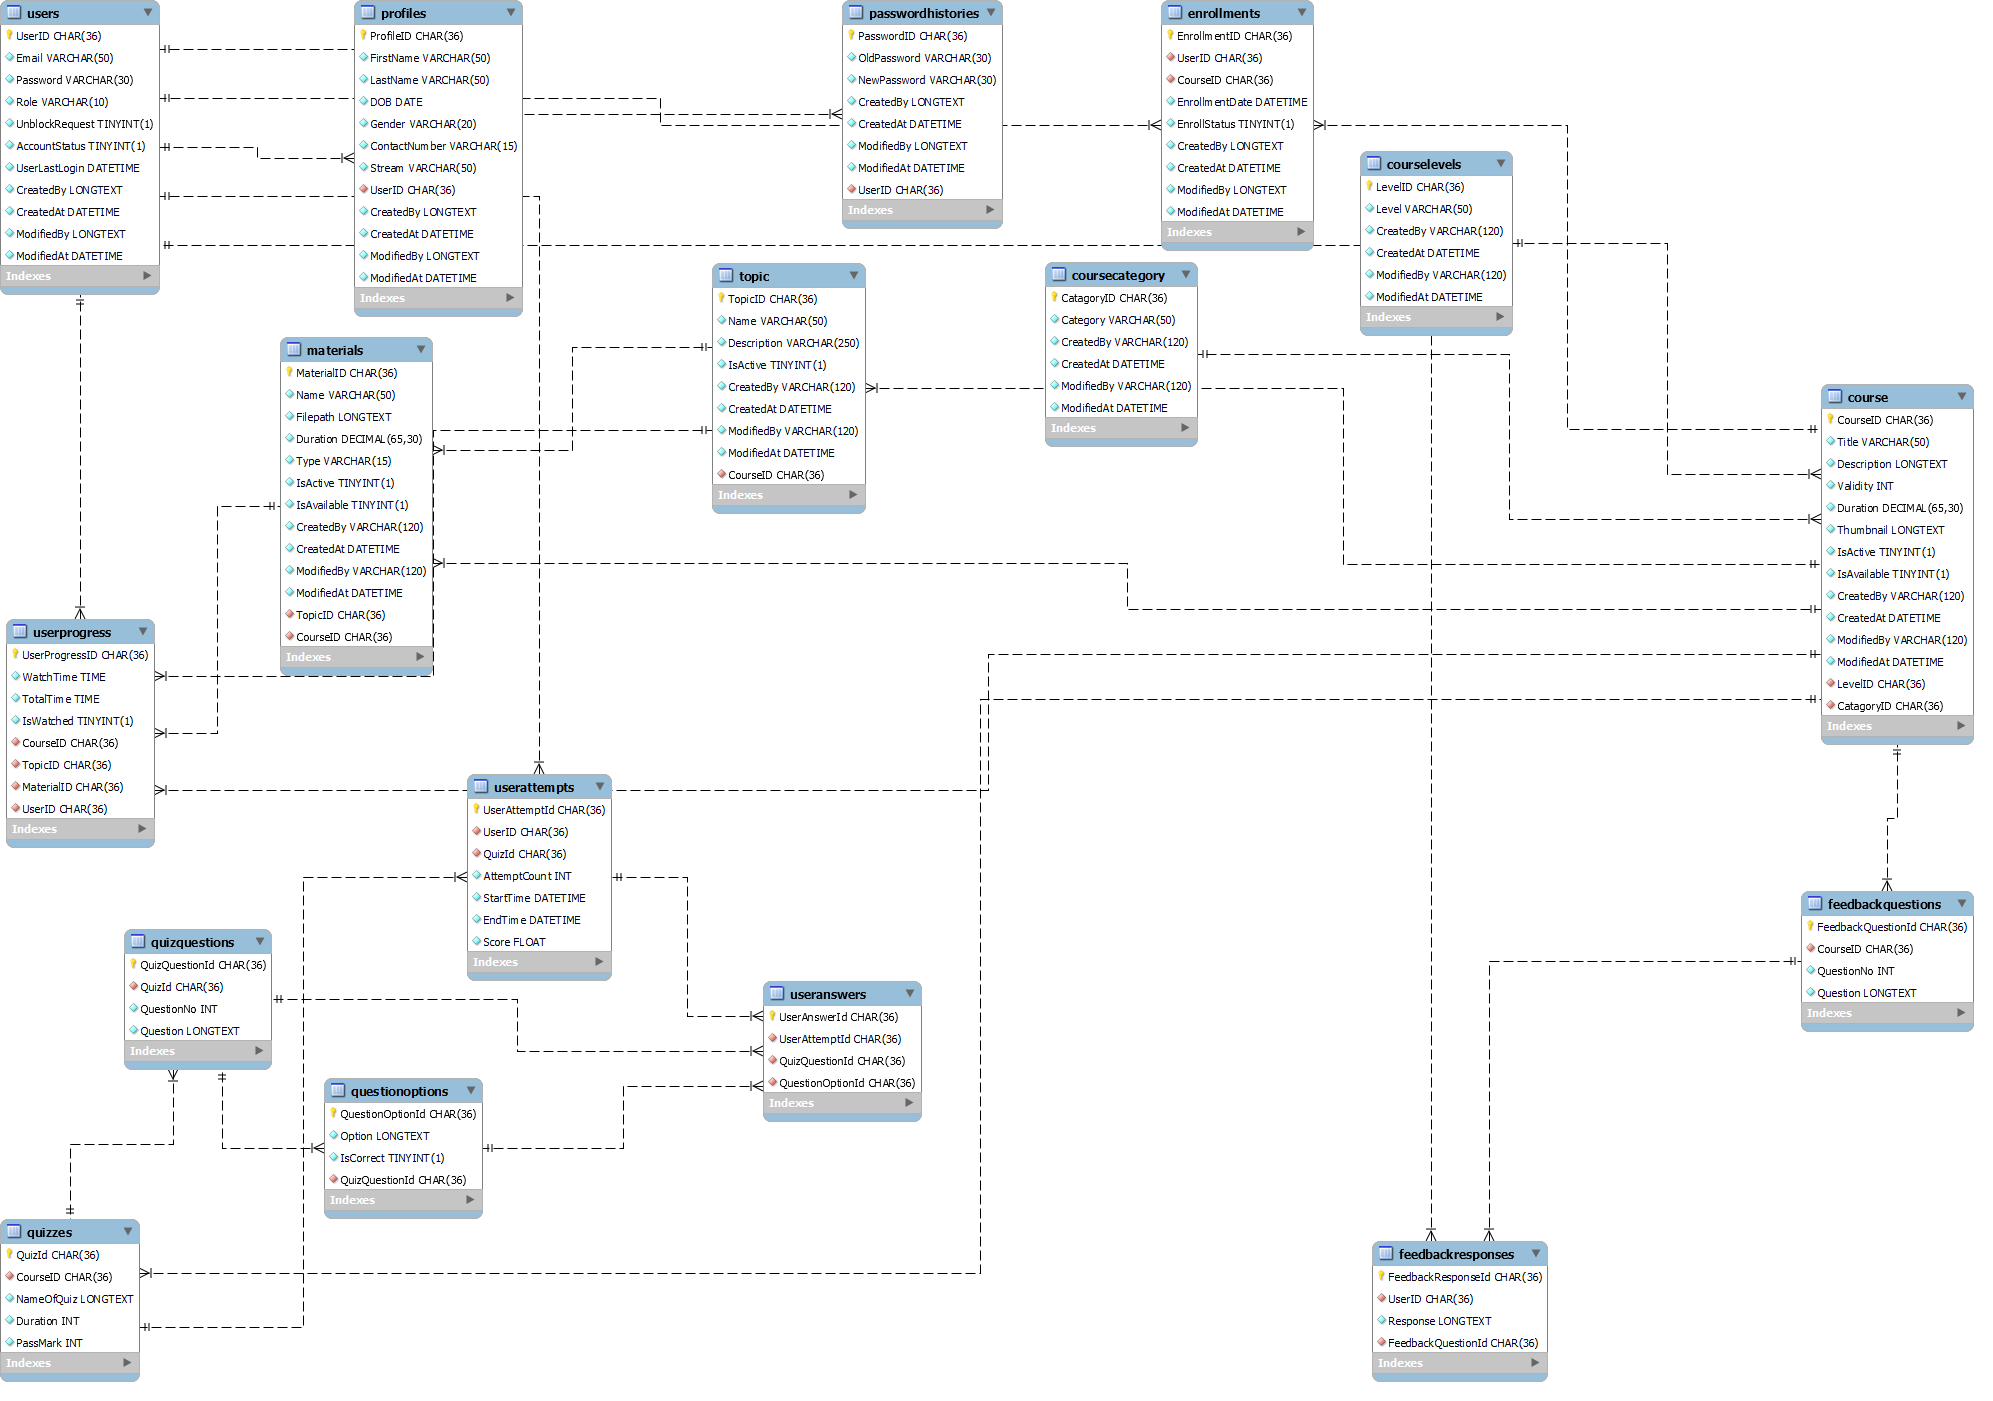 users
UserID CHAR(36)
Email VARCHAR(50)
Password VARCHAR(30)
Role VARCHAR(10)
UnblockRequest TINYINT(1)
AccountStatus TINYINT(1)
UserLastLogin DATETIME
CreatedBy LONGTEXT
CreatedAt DATETIME
ModifiedBy LONGTEXT
ModifiedAt DATETIME
Indexes
profiles
ProfileID CHAR(36)
FirstName VARCHAR(50)
LastName VARCHAR(50)
DOB DATE
Gender VARCHAR(20)
ContactNumber VARCHAR(15)
Stream VARCHAR(50)
UserID CHAR(36)
CreatedBy LONGTEXT
CreatedAt DATETIME
ModifiedBy LONGTEXT
ModifiedAt DATETIME
Indexes
passwordhistories
PasswordID CHAR(36)
OldPassword VARCHAR(30)
NewPassword VARCHAR(30)
CreatedBy LONGTEXT
CreatedAt DATETIME
ModifiedBy LONGTEXT
ModifiedAt DATETIME
UserID CHAR(36)
Indexes
enrollments
EnrollmentID CHAR(36)
UserID CHAR(36)
CourseID CHAR(36)
EnrollmentDate DATETIME
EnrollStatus TINYINT(1)
CreatedBy LONGTEXT
CreatedAt DATETIME
ModifiedBy LONGTEXT
ModifiedAt DATETIME
Indexes
courselevels
LevelID CHAR(36)
Level VARCHAR(50)
CreatedBy VARCHAR(120)
CreatedAt DATETIME
ModifiedBy VARCHAR(120)
ModifiedAt DATETIME
Indexes
topic
TopicID CHAR(36)
Name VARCHAR(50)
Description VARCHAR(250)
IsActive TINYINT(1)
CreatedBy VARCHAR(120)
CreatedAt DATETIME
ModifiedBy VARCHAR(120)
ModifiedAt DATETIME
CourseID CHAR(36)
Indexes
coursecategory
CatagoryID CHAR(36)
Category VARCHAR(50)
CreatedBy VARCHAR(120)
CreatedAt DATETIME
ModifiedBy VARCHAR(120)
ModifiedAt DATETIME
Indexes
materials
MaterialID CHAR(36)
Name VARCHAR(50)
Filepath LONGTEXT
Duration DECIMAL(65,30)
Type VARCHAR(15)
IsActive TINYINT(1)
IsAvailable TINYINT(1)
CreatedBy VARCHAR(120)
CreatedAt DATETIME
ModifiedBy VARCHAR(120)
ModifiedAt DATETIME
TopicID CHAR(36)
CourseID CHAR(36)
Indexes
course
CourseID CHAR(36)
Title VARCHAR(50)
Description LONGTEXT
Validity INT
Duration DECIMAL(65,30)
Thumbnail LONGTEXT
IsActive TINYINT(1)
IsAvailable TINYINT(1)
CreatedBy VARCHAR(120)
CreatedAt DATETIME
ModifiedBy VARCHAR(120)
ModifiedAt DATETIME
LevelID CHAR(36)
CatagoryID CHAR(36)
Indexes
userprogress
UserProgressID CHAR(36)
WatchTime TIME
TotalTime TIME
IsWatched TINYINT(1)
CourseID CHAR(36)
TopicID CHAR(36)
MaterialID CHAR(36)
UserID CHAR(36)
Indexes
userattempts
UserAttemptId CHAR(36)
UserID CHAR(36)
QuizId CHAR(36)
AttemptCount INT
StartTime DATETIME
EndTime DATETIME
Score FLOAT
Indexes
feedbackquestions
FeedbackQuestionId CHAR(36)
CourseID CHAR(36)
QuestionNo INT
Question LONGTEXT
Indexes
quizquestions
QuizQuestionId CHAR(36)
QuizId CHAR(36)
QuestionNo INT
Question LONGTEXT
Indexes
useranswers
UserAnswerId CHAR(36)
UserAttemptId CHAR(36)
QuizQuestionId CHAR(36)
QuestionOptionId CHAR(36)
Indexes
questionoptions
QuestionOptionId CHAR(36)
Option LONGTEXT
IsCorrect TINYINT(1)
QuizQuestionId CHAR(36)
Indexes
quizzes
QuizId CHAR(36)
CourseID CHAR(36)
NameOfQuiz LONGTEXT
Duration INT
PassMark INT
Indexes
feedbackresponses
FeedbackResponseId CHAR(36)
UserID CHAR(36)
Response LONGTEXT
FeedbackQuestionId CHAR(36)
Indexes